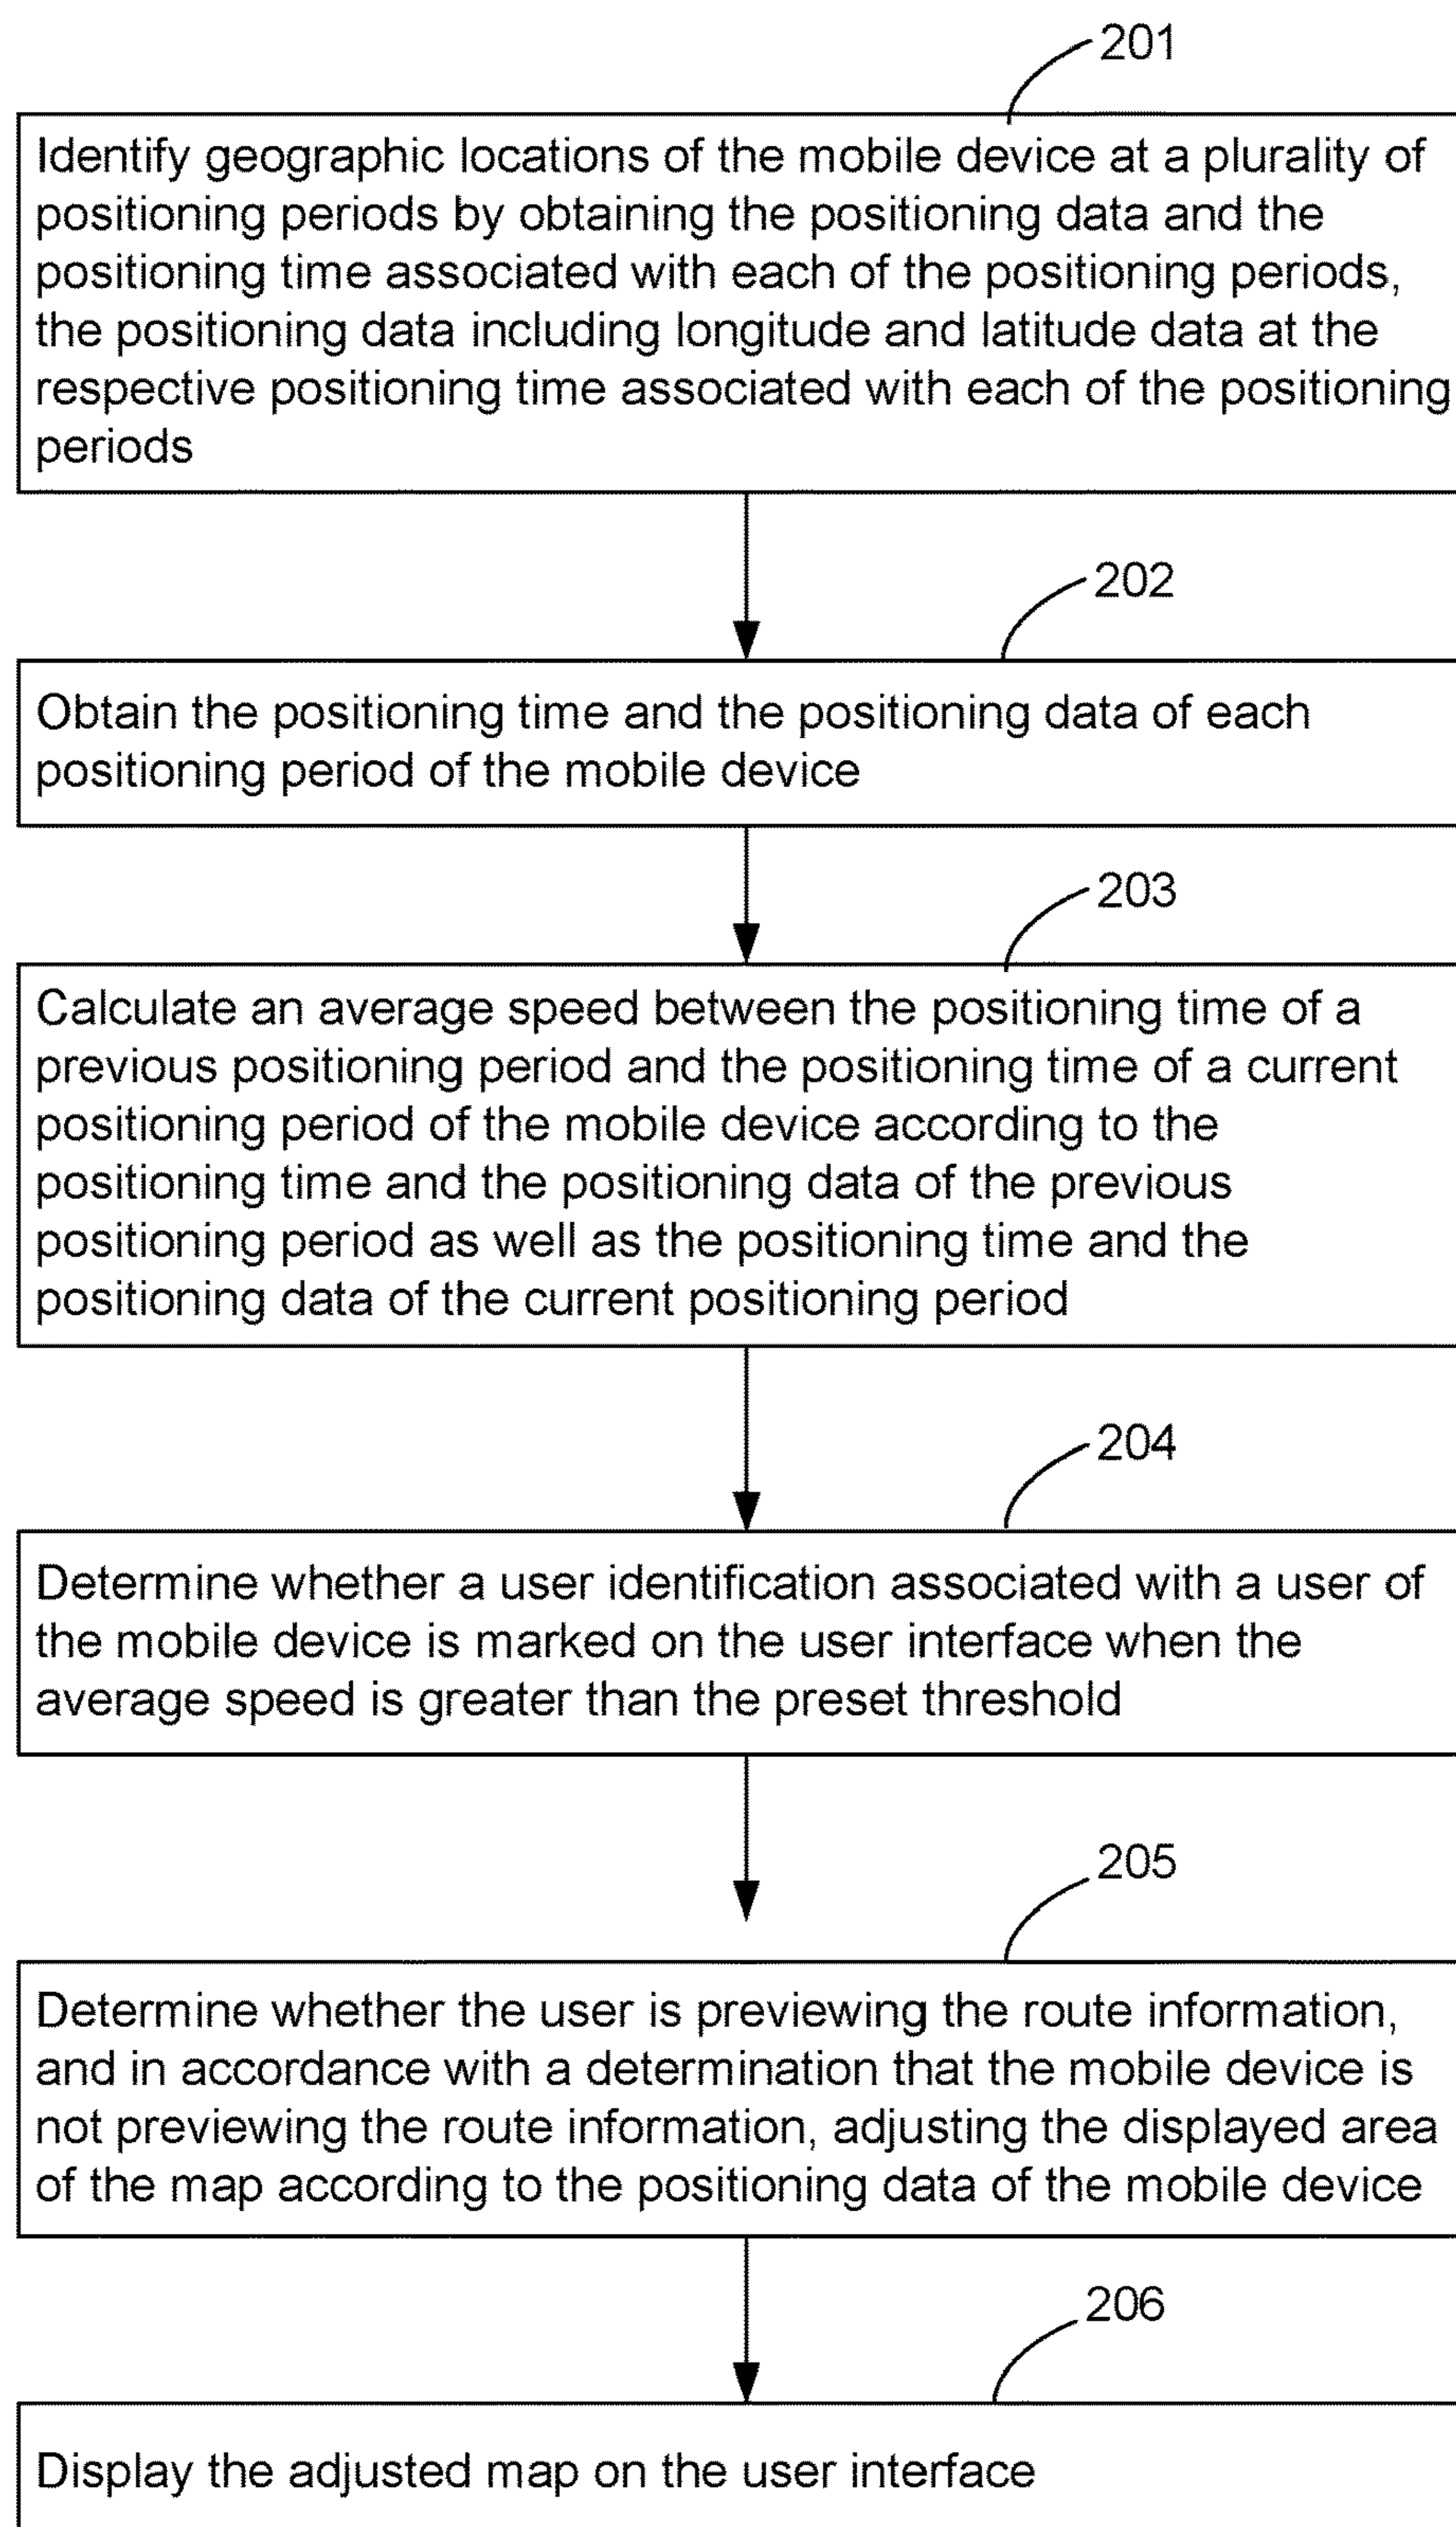 201
Identify geographic locations of the mobile device at a plurality of
positioning periods by obtaining the positioning data and the
positioning time associated with each of the positioning periods,
the positioning data including longitude and latitude data at the
respective positioning time associated with each of the positioning
periods
202
Obtain the positioning time and the positioning data of each
positioning period of the mobile device
203
Calculate an average speed between the positioning time of a
previous positioning period and the positioning time of a current
positioning period of the mobile device according to the
positioning time and the positioning data of the previous
positioning period as well as the positioning time and the
positioning data of the current positioning period
204
Determine whether a user identification associated with a user of
the mobile device is marked on the user interface when the
average speed is greater than the preset threshold
205
Determine whether the user is previewing the route information,
and in accordance with a determination that the mobile device is
not previewing the route information, adjusting the displayed area
of the map according to the positioning data of the mobile device
206
Display the adjusted map on the user interface